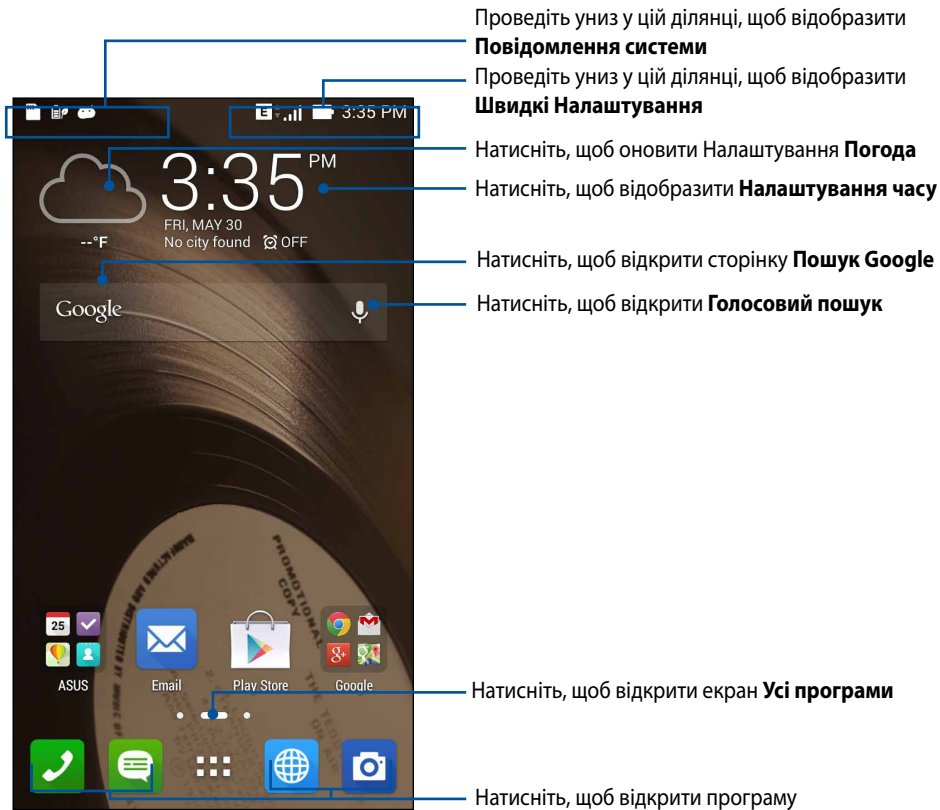 Проведіть униз у цій ділянці, щоб відобразити
Повідомлення системи
Проведіть униз у цій ділянці, щоб відобразити
Швидкі Налаштування
E
3:35 PM
Натисніть, щоб оновити Налаштування Погода
3:35 PM
Натисніть, щоб відобразити Налаштування часу
FRI, MAY 30
--°F
No city found
OFF
Натисніть, щоб відкрити сторінку Пошук Google
Google
Натисніть, щоб відкрити Голосовий пошук
PROMOTIONAL
COPY
25
8+
ASUS
Email
Play Store
Google
Натисніть, щоб відкрити екран Усі програми
Натисніть, щоб відкрити програму